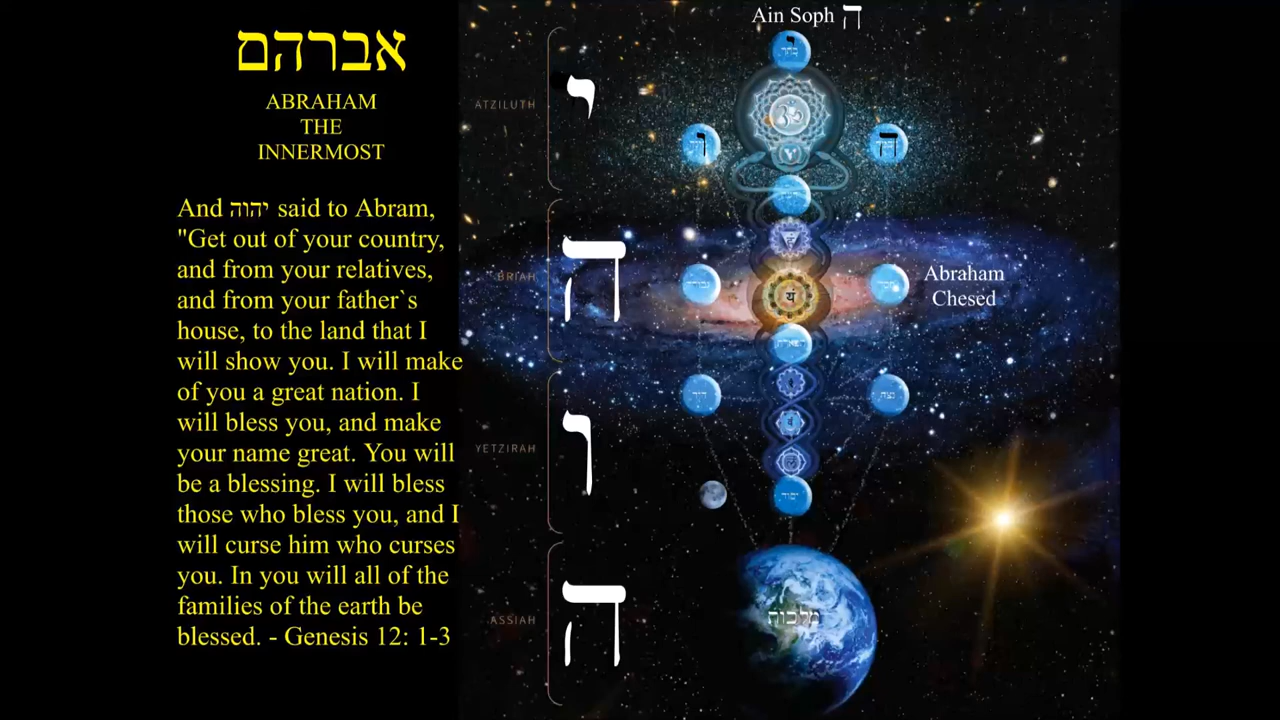 אברהם
ABRAHAM
THE
INNERMOST
And יהוה said to Abram,
"Get out of your country,
and from your relatives,
and from your father`s
house, to the land that I
will show you. I will make
of you a great nation. I
will bless you, and make
your name great. You will
be a blessing. I will bless
those who bless you, and I
will curse him who curses
you. In you will all of the
families of the earth be
blessed. - Genesis 12: 1-3
Ain Soph ה
ATZILUTH
י
י
ו
ה
BRIAH
ה
Abraham
Chesed
YETZIRAH
ו
ASSIAH
ה
מלכות